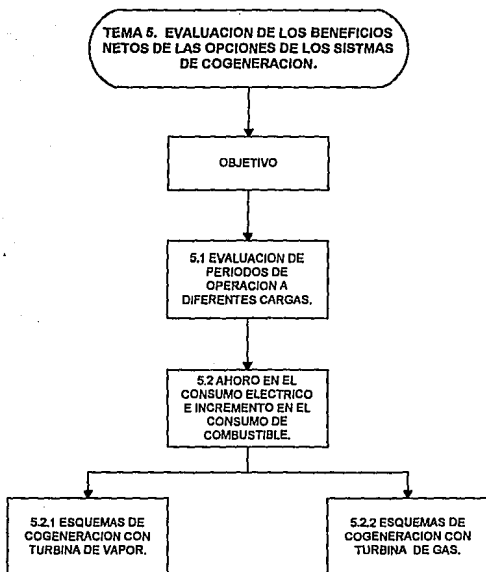 TEMA 5. EVALUACION DE LOS BENEFICIOS
NETOS DE LAS OPCIONES DE LOS SISTMAS
DE COGENERACION.
OBJETIVO
5.1 EVALUACION DE
PERIODOS DE
OPERACION A
DIFERENTES CARGAS.
5.2 AHORO EN EL
CONSUMO ELECTRICO
E INCREMENTO EN EL
CONSUMO DE
COMBUSTIBLE.
5.2.1 ESQUEMAS DE
COGENERACION CON
TURBINA DE VAPOR.
5.2.2 ESQUEMAS DE
COGENERACION CON
TURBINA DE GAS.